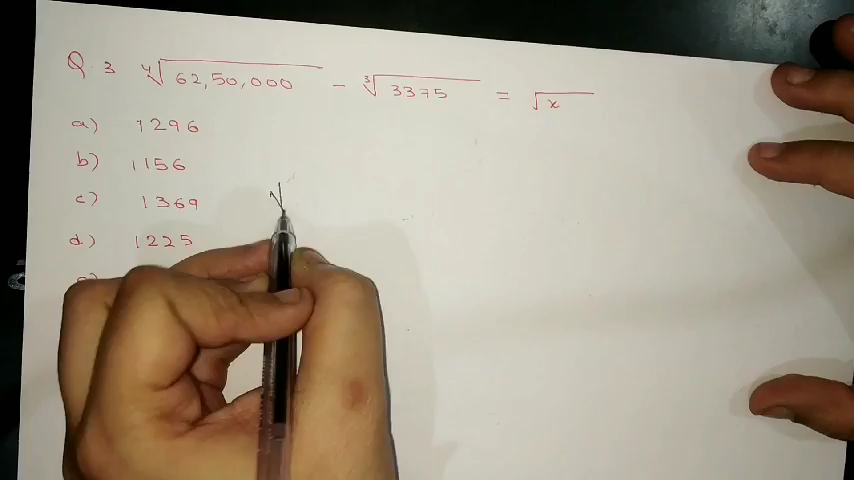 Q. 3 ⁴√62,50,000 - ³√3375 = √x
a) 1296
b) 1156
c) 1369
d) 1225